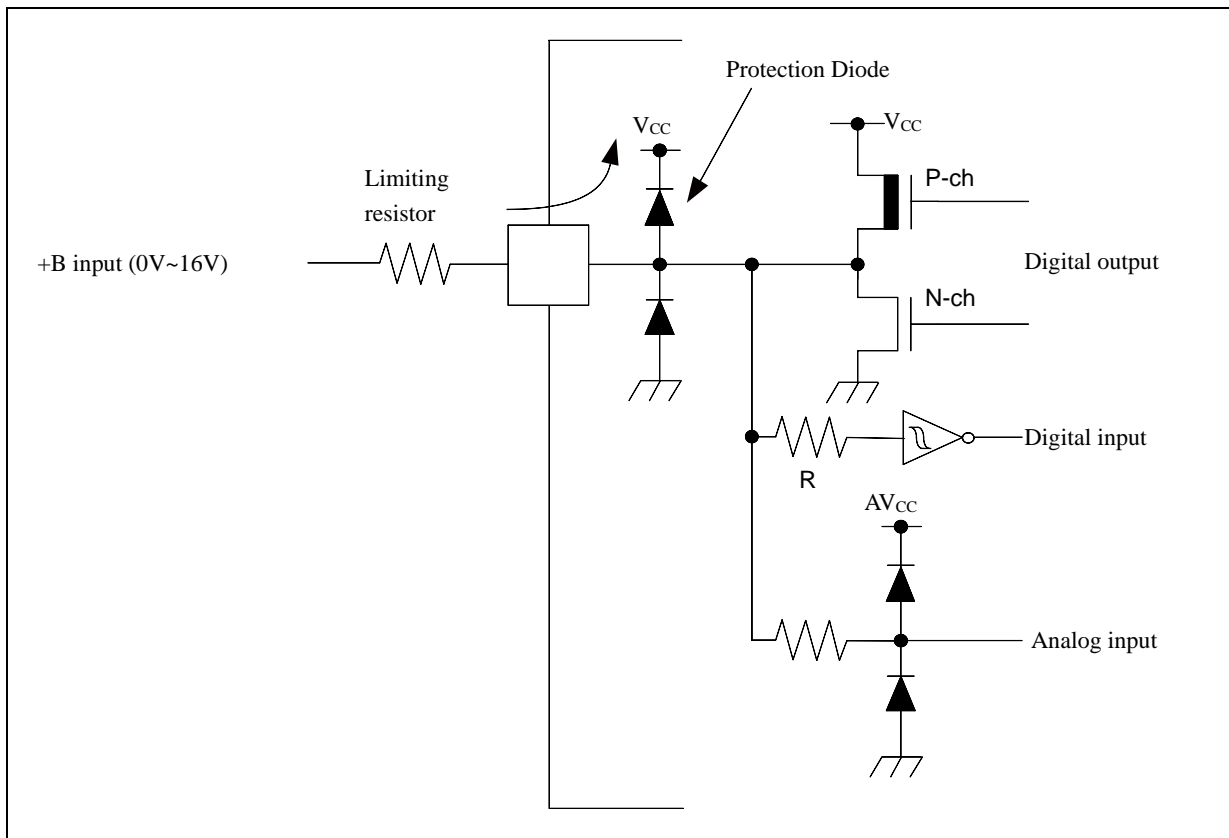 Protection Diode
VCC
VCC
Limiting
resistor
P-ch
+B input (0V~16V)
Digital output
N-ch
Digital input
R
AVCC
Analog input